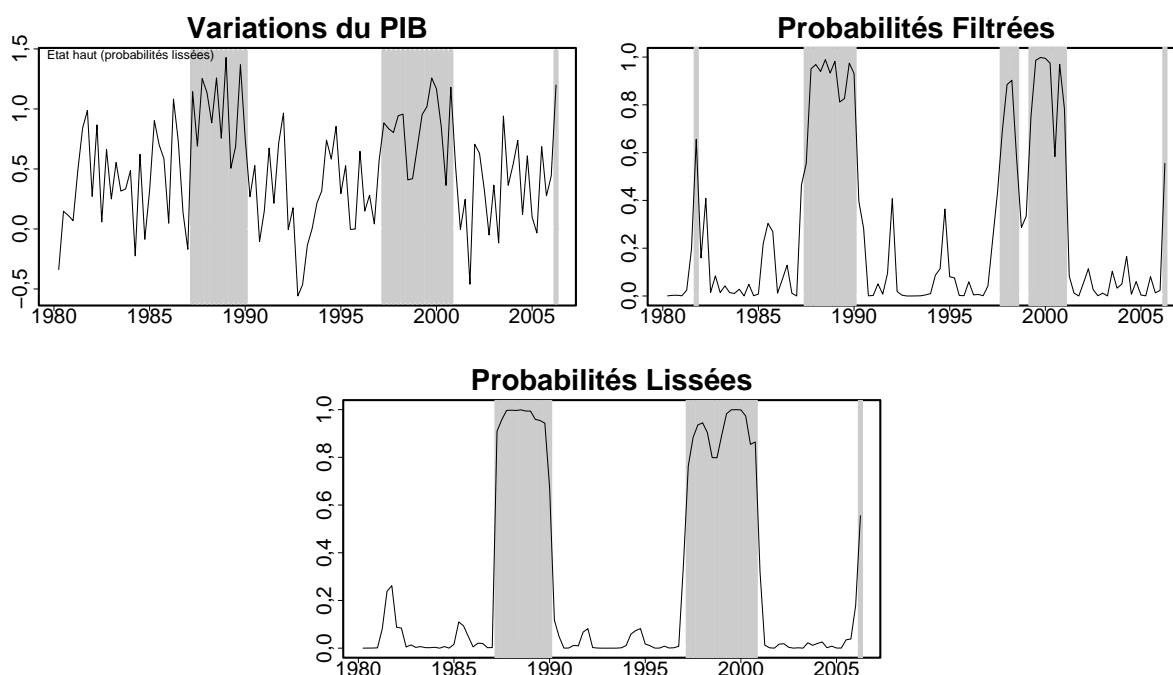 Variations du PIB
Etat haut (probabilités lissées)
1,5
1,0
0,5
0,0
−0,5
1980 1985 1990 1995 2000 2005
Probabilités Filtrées
1,0
0,8
0,6
0,4
0,2
0,0
1980 1985 1990 1995 2000 2005
Probabilités Lissées
1,0
0,8
0,6
0,4
0,2
0,0
1980 1985 1990 1995 2000 2005